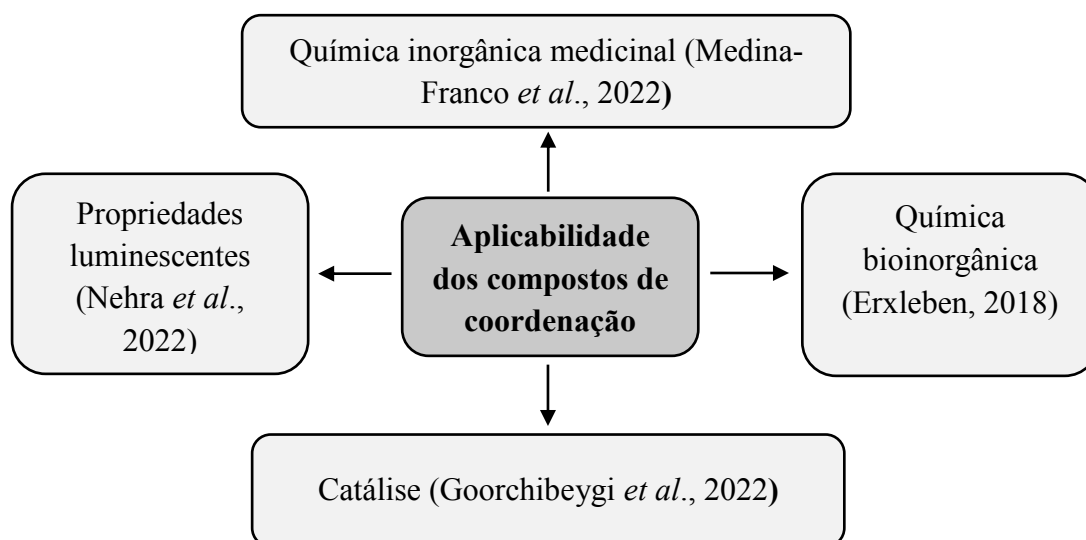 Química inorgânica medicinal (Medina-
Franco et al., 2022)
Propriedades
luminescentes
(Nehra et al.,
2022)
Aplicabilidade
dos compostos de
coordenação
Química
bioinorgânica
(Erxleben, 2018)
Catálise (Goorchibeygi et al., 2022)